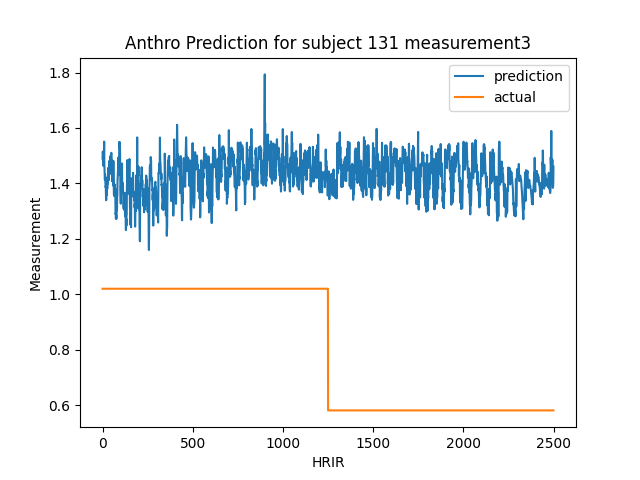 Anthro Prediction for subject 131 measurement3
prediction
actual
Measurement
1.8
1.6
1.4
1.2
1.0
0.8
0.6
0
500
1000
1500
2000
2500
HRIR